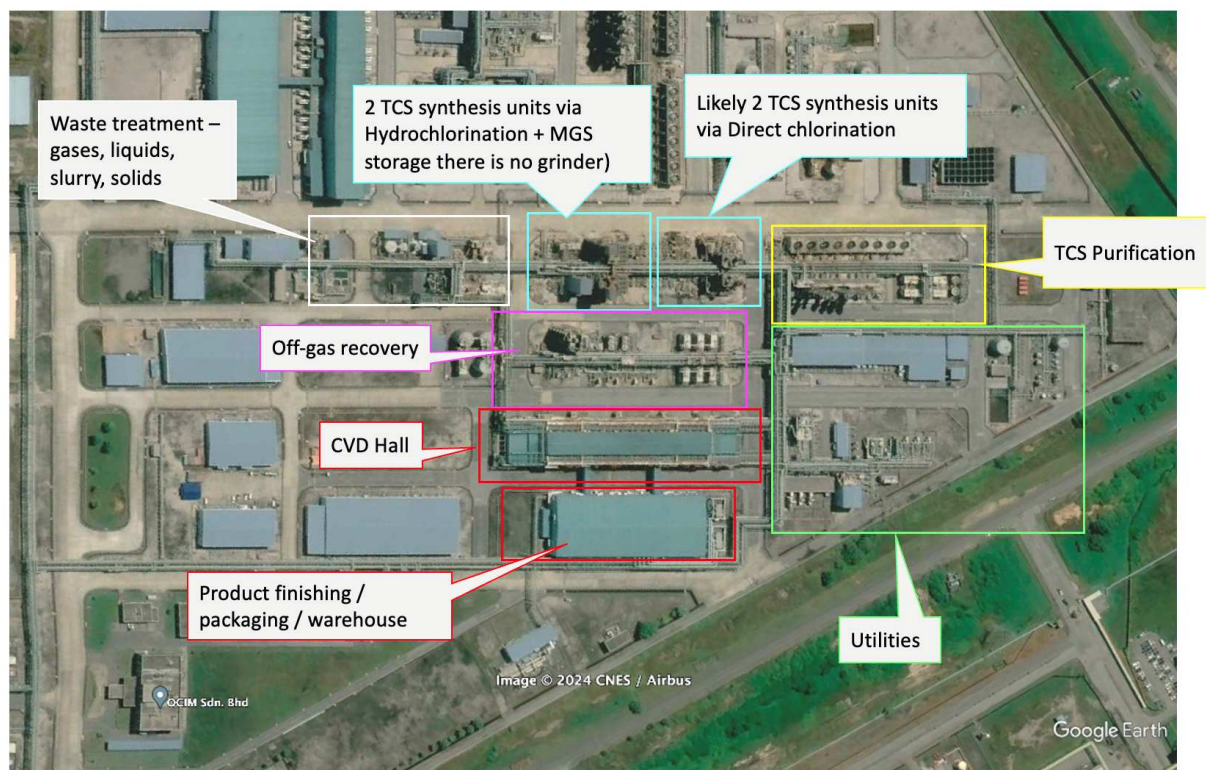 Waste treatment –
gases, liquids,
slurry, solids
2 TCS synthesis units via
Hydrochlorination + MGS
storage there is no grinder)
Likely 2 TCS synthesis units
via Direct chlorination
TCS Purification
Off-gas recovery
CVD Hall
Product finishing /
packaging / warehouse
Utilities
Image © 2024 CNES / Airbus
OCIM Sdn. Bhd
Google Earth